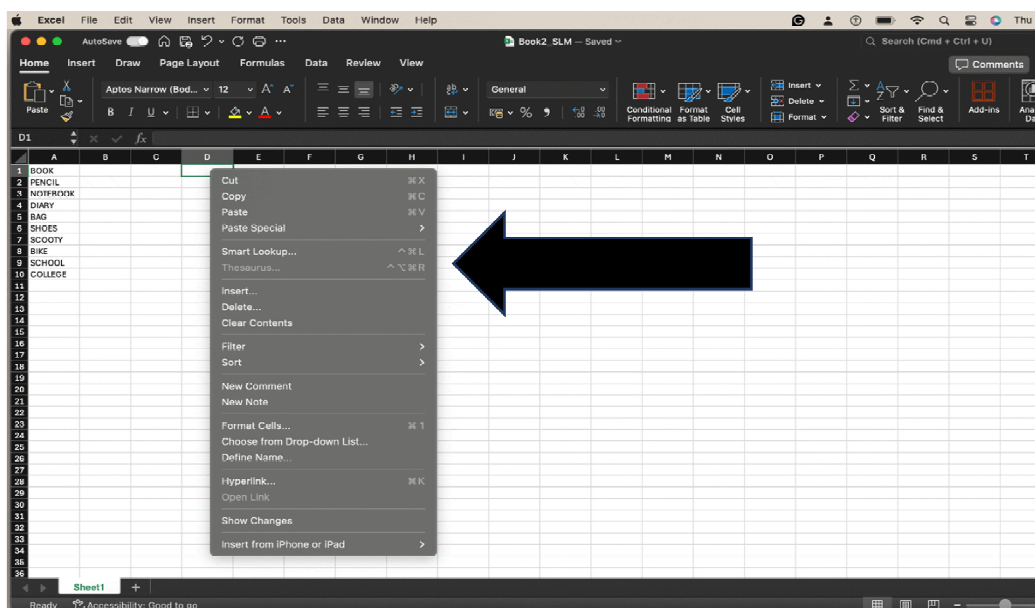 Excel File Edit View Insert Format Tools Data Window Help Thu
AutoSave Book2_SLM — Saved Search (Cmd + Ctrl + U)
Home Insert Draw Page Layout Formulas Data Review View Comments
Paste Aptos Narrow (Bod... 12 A^ A˅ ab General Insert
B I U A % 9 Conditional Formatting Format as Table Cell Styles Delete Format Sort & Filter Find & Select Add-ins Ana Da
D1 fx
A B C D E F G H I J K L M N O P Q R S T
1 BOOK
2 PENCIL
3 NOTEBOOK
4 DIARY
5 BAG
6 SHOES
7 SCOOTY
8 BIKE
9 SCHOOL
10 COLLEGE
11
12
13
14
15
16
17
18
19
20
21
22
23
24
25
26
27
28
29
30
31
32
33
34
35
36
Cut ⌘X
Copy ⌘C
Paste ⌘V
Paste Special >
Smart Lookup... ^⌘L
Thesaurus... ^⌥⌘R
Insert...
Delete...
Clear Contents
Filter >
Sort >
New Comment
New Note
Format Cells... ⌘1
Choose from Drop-down List...
Define Name...
Hyperlink... ⌘K
Open Link
Show Changes
Insert from iPhone or iPad >
Sheet1 +
Ready Accessibility: Good to go